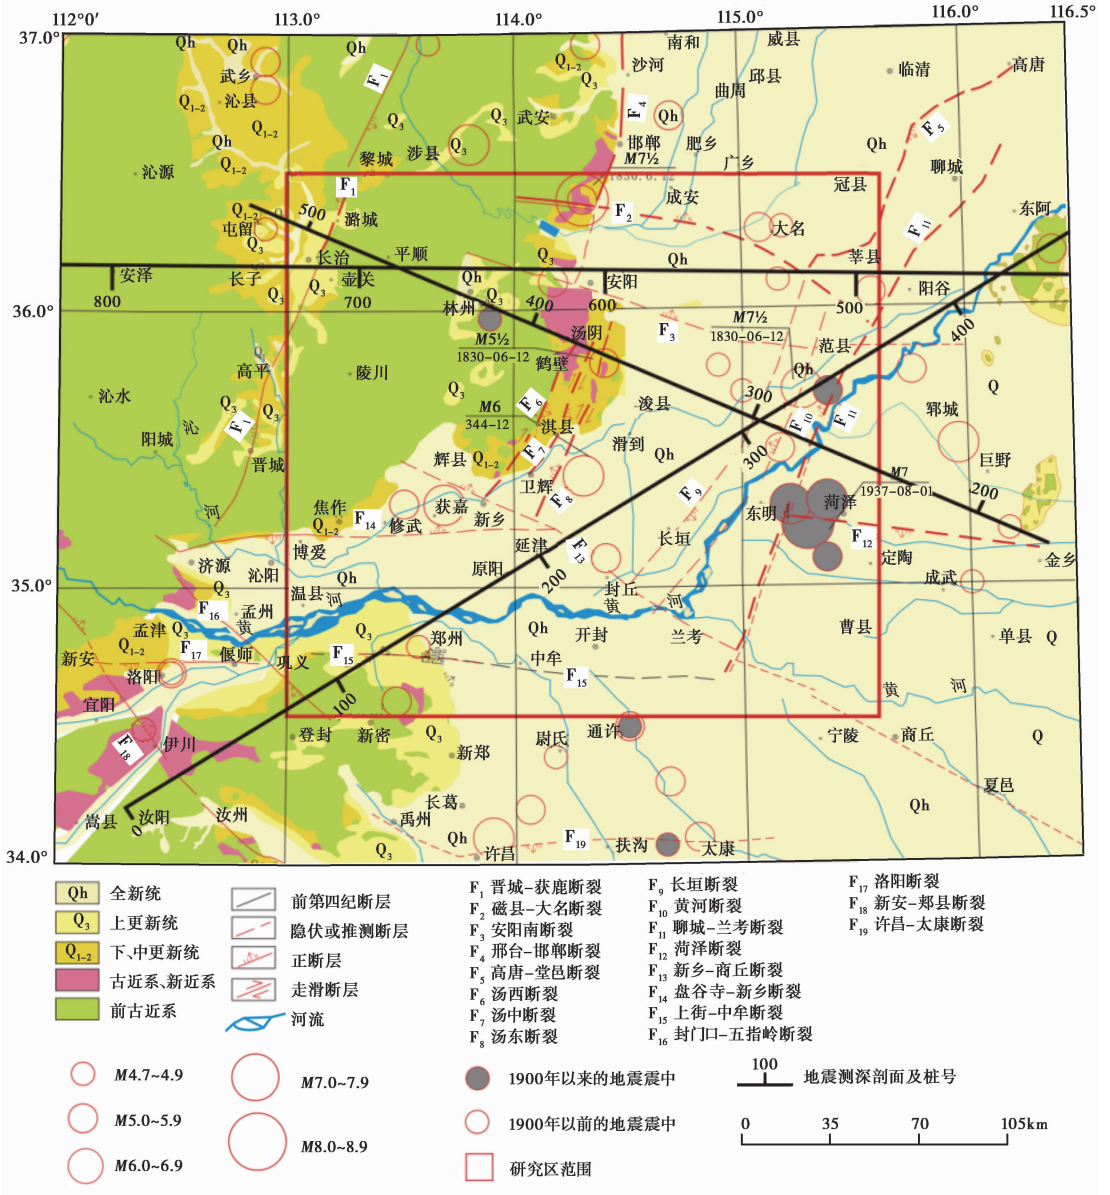 112.0° 113.0° 114.0° 115.0° 116.0° 116.5°
37.0°
Qh Qh Qh Q₁₋₂ 南和 威县
武乡 F₁ Q₃ 沙河 邱县 临清 高唐
Q₁₋₂ 沁县 Q₃ 武安 F₄ Qh 曲周 F₅
Q₁₋₂ Q₃ 邯郸 肥乡 Qh
Qh 黎城 涉县 Q₃ M7½ 广乡
沁源 Q₁₋₂ 1830.6.12 聊城
F₁ 冠县
Q₁₋₂ 500 潞城 F₂ 成安 东阿
屯留 大名 F₁₁
Q₃ 长治 平顺 Q₃ Qh 莘县
安泽 长子 壶关 Qh 安阳 阳谷
800 Q₃ Q₃ 700 林州 Q₃ 400 600 500 400
36.0°
汤阴 F₃ M7½
M5½ 1830-06-12
1830-06-12 鹤壁 范县
Q₃ 高平 陵川 Qh
沁水 Q₃ Q₃ Q₃ F₆ 300 Q
M6 浚县 F₁₀ F₁₁ 郓城
344-12 淇县
阳城 沁 F₁ 滑到 Qh 300
晋城 辉县 Q₁₋₂ F₇ 巨野
卫辉 F₉ M7 200
河 焦作 获嘉 F₈ 东明 菏泽 1937-08-01
Q₁₋₂ F₁₄ 修武 新乡
博爱 延津 F₁₃ 长垣 F₁₂ 金乡
济源 沁阳 原阳 200 定陶
35.0°
Q₃ Qh 封丘 成武
温县 河 黄 河
F₁₆ 孟州
孟津 Q₃ 黄 Q₃ 郑州 Qh 开封 兰考 曹县 单县 Q
Q₁₋₂ F₁₇ 偃师 F₁₅ 中牟
新安 巩义 F₁₅
洛阳 100 黄 河
宜阳
F₁₈ 伊川 登封 新密 Q₃ 尉氏 通许 宁陵 商丘 Q
新郑
夏邑
嵩县 汝阳 汝州 长葛 Qh
0 禹州 Qh F₁₉ 扶沟 太康
34.0° Q₃ 许昌
Qh 全新统
Q₃ 上更新统
Q₁₋₂ 下、中更新统
古近系、新近系
前古近系
前第四纪断层
隐伏或推测断层
正断层
走滑断层
河流
F₁ 晋城-获鹿断裂
F₂ 磁县-大名断裂
F₃ 安阳南断裂
F₄ 邢台-邯郸断裂
F₅ 高唐-堂邑断裂
F₆ 汤西断裂
F₇ 汤中断裂
F₈ 汤东断裂
F₉ 长垣断裂
F₁₀ 黄河断裂
F₁₁ 聊城-兰考断裂
F₁₂ 菏泽断裂
F₁₃ 新乡-商丘断裂
F₁₄ 盘谷寺-新乡断裂
F₁₅ 上街-中牟断裂
F₁₆ 封门口-五指岭断裂
F₁₇ 洛阳断裂
F₁₈ 新安-郏县断裂
F₁₉ 许昌-太康断裂
M4.7~4.9
M5.0~5.9
M6.0~6.9
M7.0~7.9
M8.0~8.9
1900年以来的地震震中
1900年以前的地震震中
研究区范围
100 地震测深剖面及桩号
0 35 70 105km